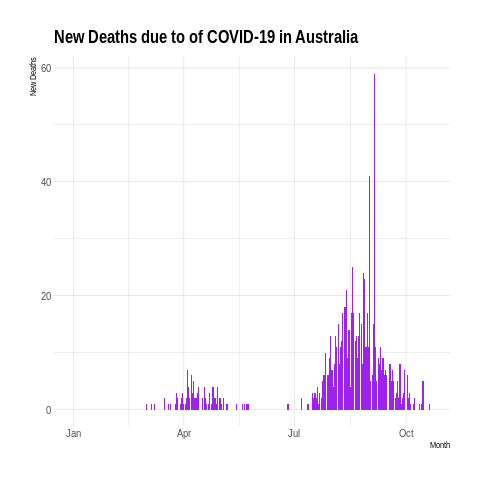 New Deaths due to of COVID-19 in Australia
New Deaths
60
40
20
0
Jan Apr Jul Oct
Month